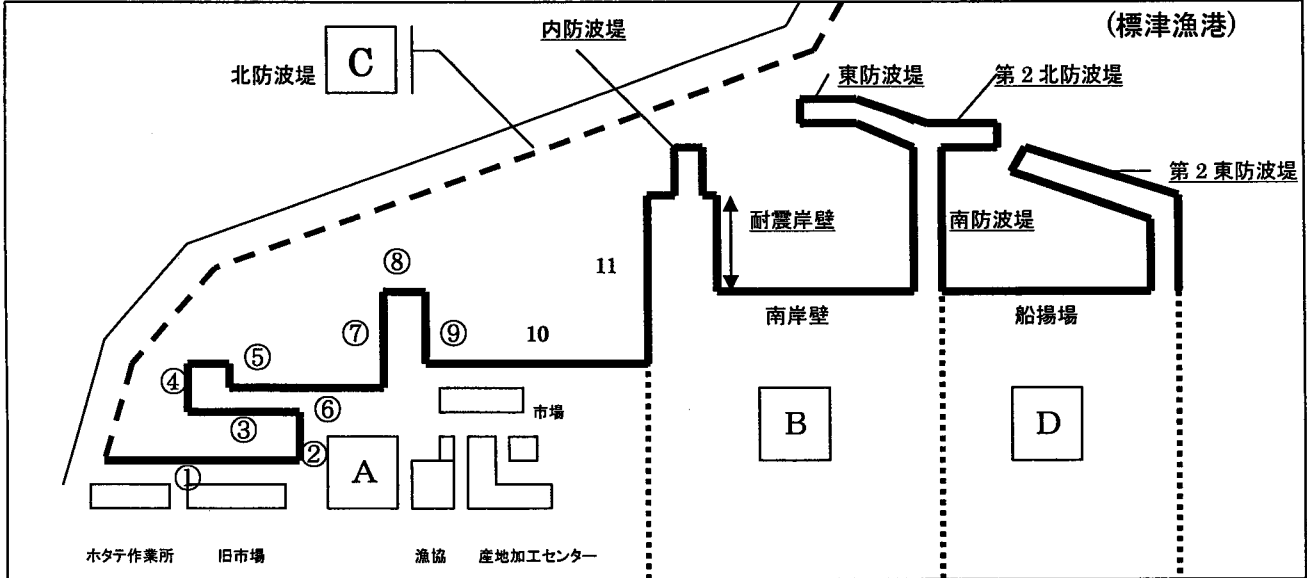 (標津漁港)
内防波堤
北防波堤
C
東防波堤
第2北防波堤
第2東防波堤
耐震岸壁
南防波堤
⑧
11
⑦
⑨
10
南岸壁
船揚場
⑤
④
⑥
③
市場
②
A
B
D
①
ホタテ作業所
旧市場
漁協
産地加工センター